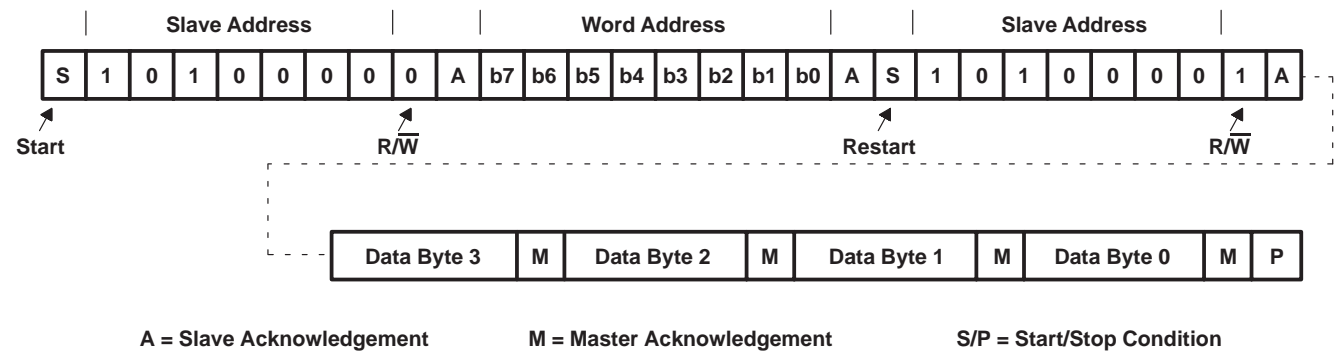 Slave Address Word Address Slave Address
S 1 0 1 0 0 0 0 0 A b7 b6 b5 b4 b3 b2 b1 b0 A S 1 0 1 0 0 0 0 1 A
Start R/W̅ Restart R/W̅
Data Byte 3 M Data Byte 2 M Data Byte 1 M Data Byte 0 M P
A = Slave Acknowledgement M = Master Acknowledgement S/P = Start/Stop Condition